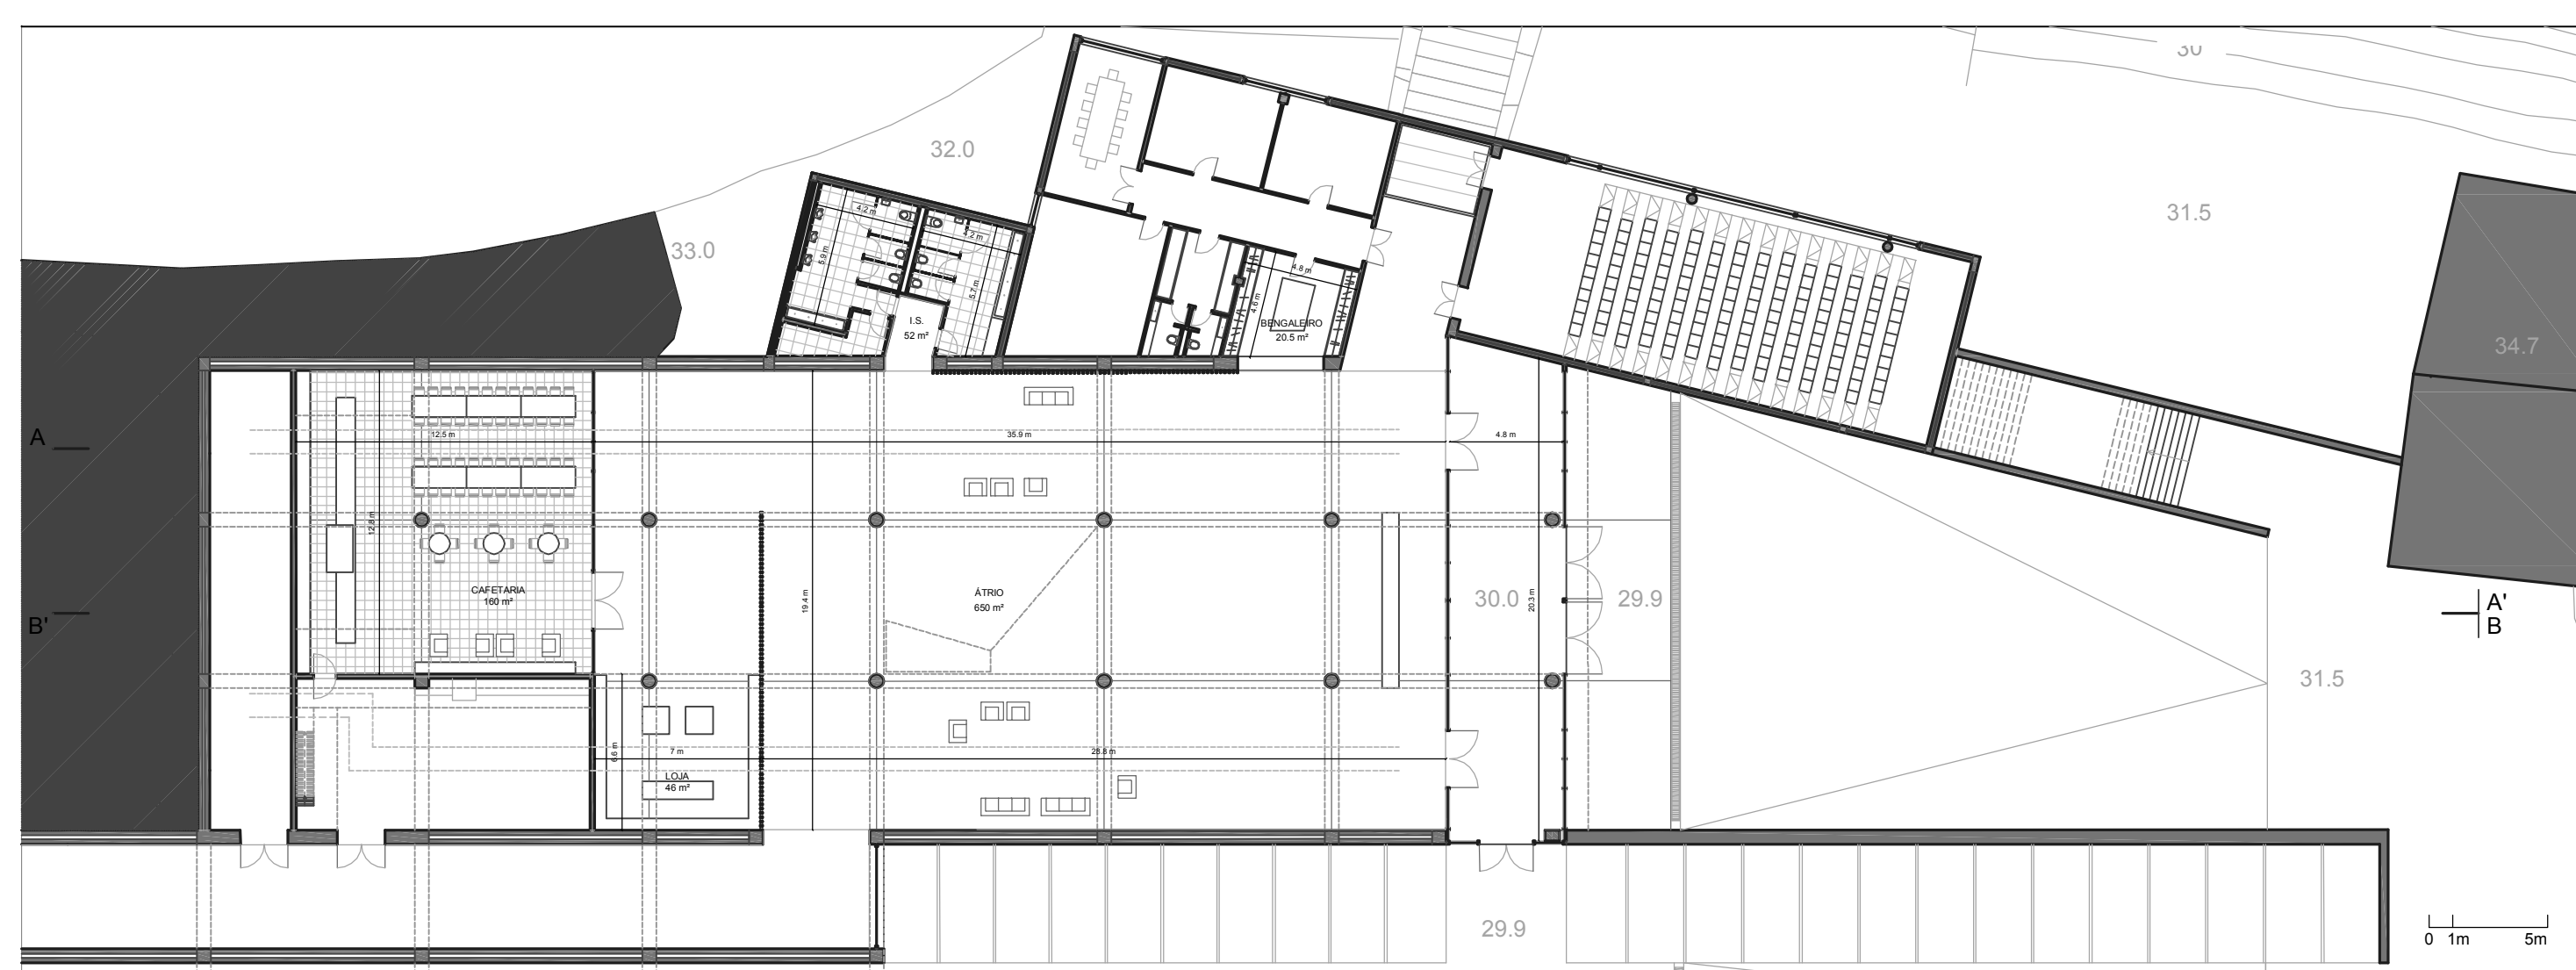 30
32.0
33.0
31.5
34.7
4.2 m
4.2 m
5.9 m
5.7 m
I.S.
52 m²
4.8 m
4.6 m
BENGALEIRO
20.5 m²
A
12.5 m
35.9 m
4.8 m
12.8 m
CAFETARIA
160 m²
19.4 m
ÁTRIO
650 m²
30.0
20.3 m
29.9
A'
B
B'
31.5
6.6 m
7 m
28.8 m
LOJA
46 m²
29.9
0 1m 5m